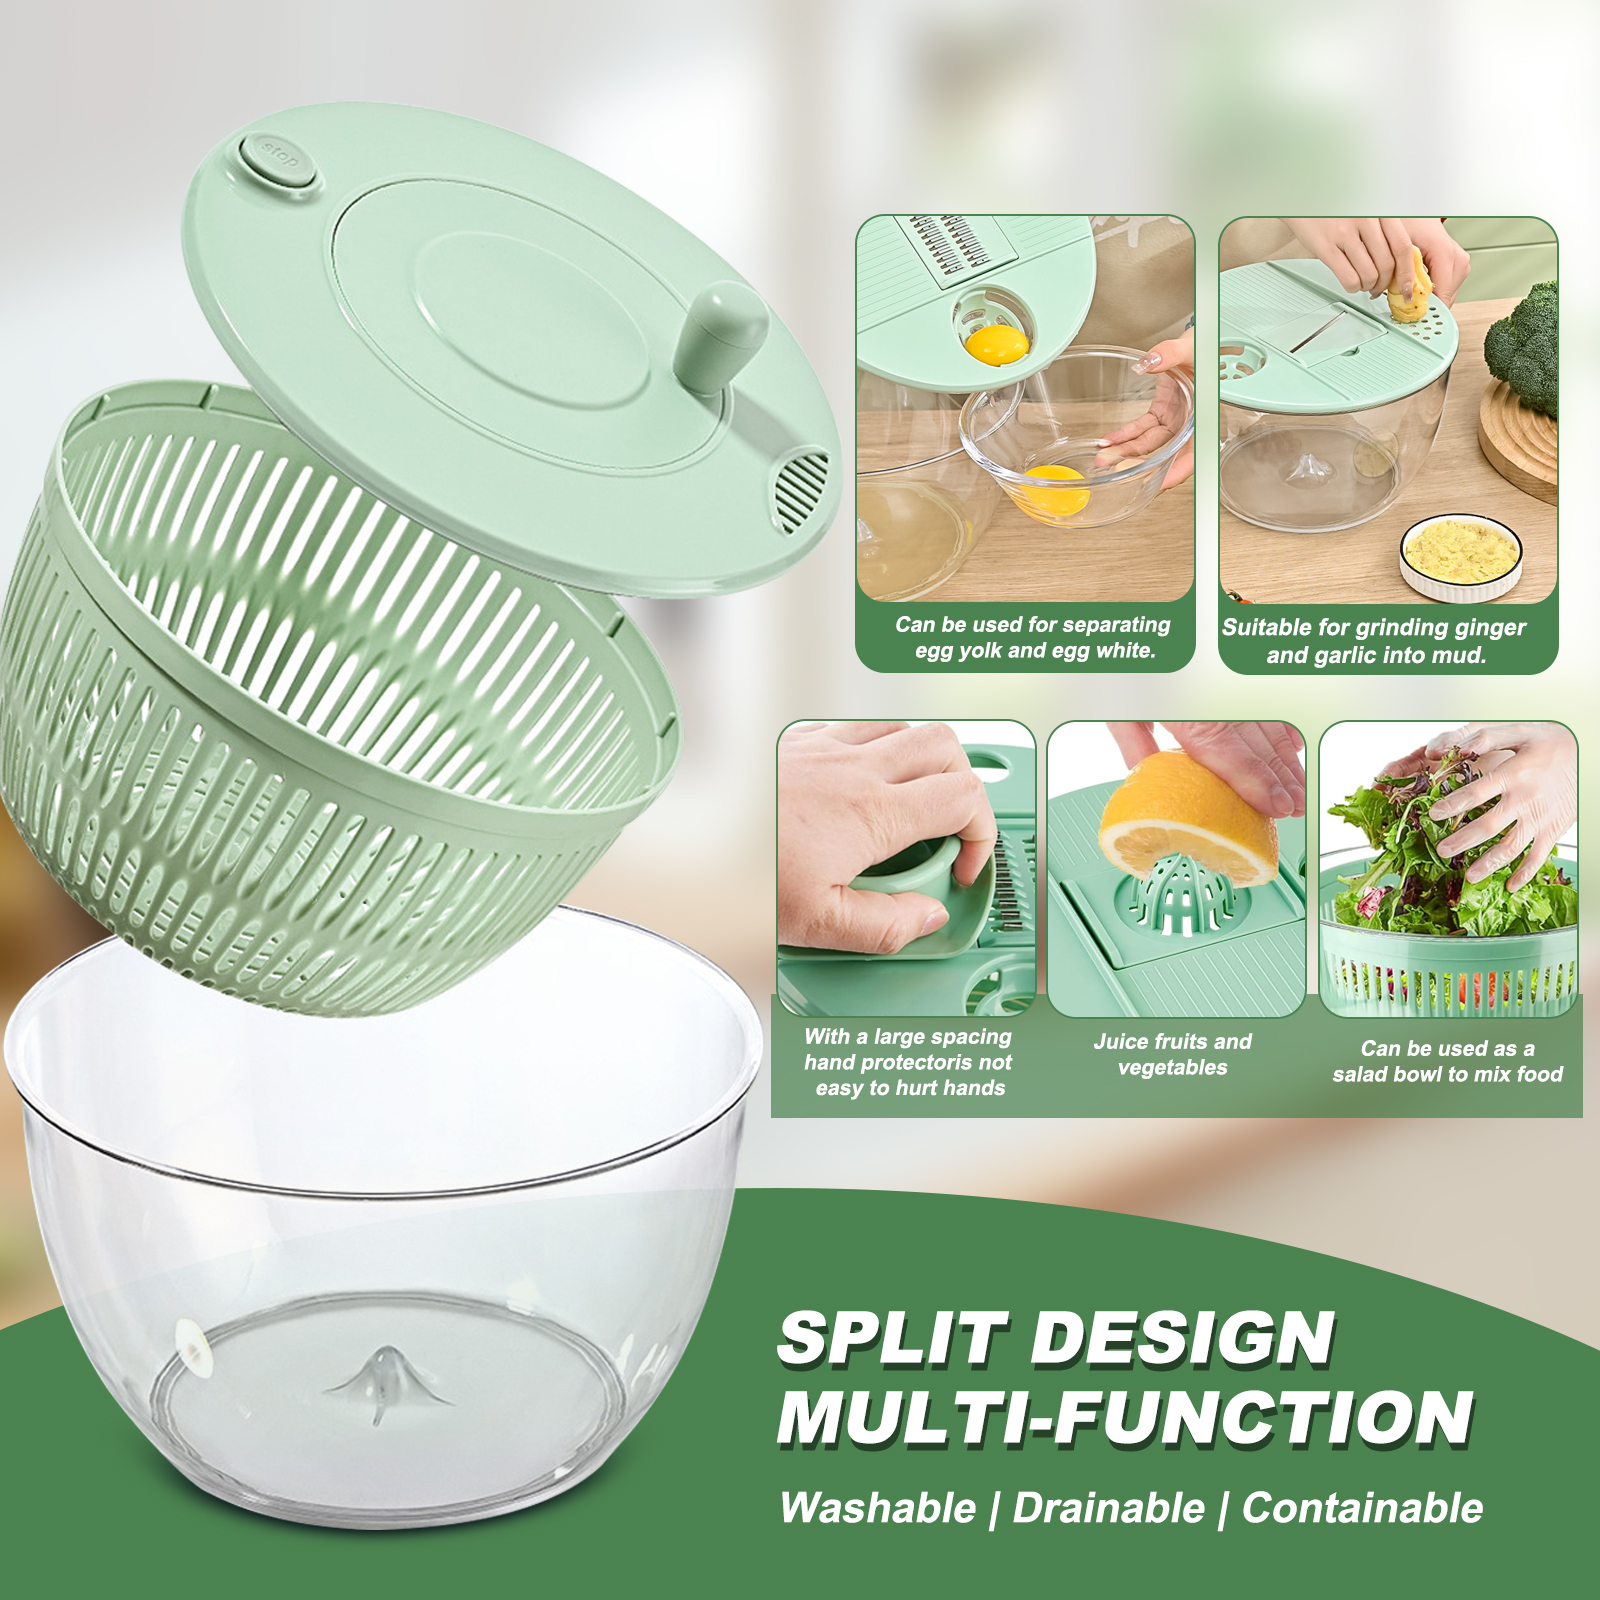 stop
Can be used for separating
egg yolk and egg white.
Suitable for grinding ginger
and garlic into mud.
With a large spacing
hand protectoris not
easy to hurt hands
Juice fruits and
vegetables
Can be used as a
salad bowl to mix food
SPLIT DESIGN
MULTI-FUNCTION
Washable | Drainable | Containable